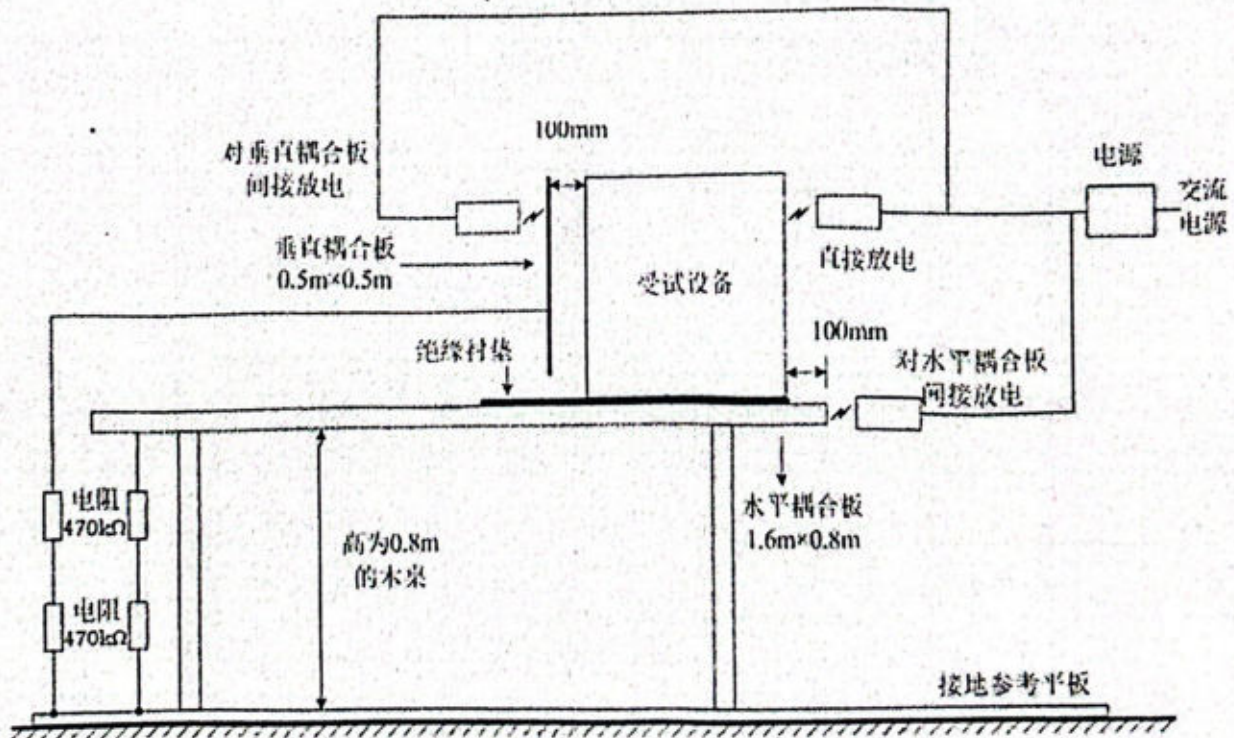 100mm
对垂直耦合板
间接放电
垂直耦合板
0.5m×0.5m
绝缘衬垫
受试设备
电源
交流
电源
直接放电
100mm
对水平耦合板
间接放电
电阻
470kΩ
电阻
470kΩ
高为0.8m
的木桌
水平耦合板
1.6m×0.8m
接地参考平板